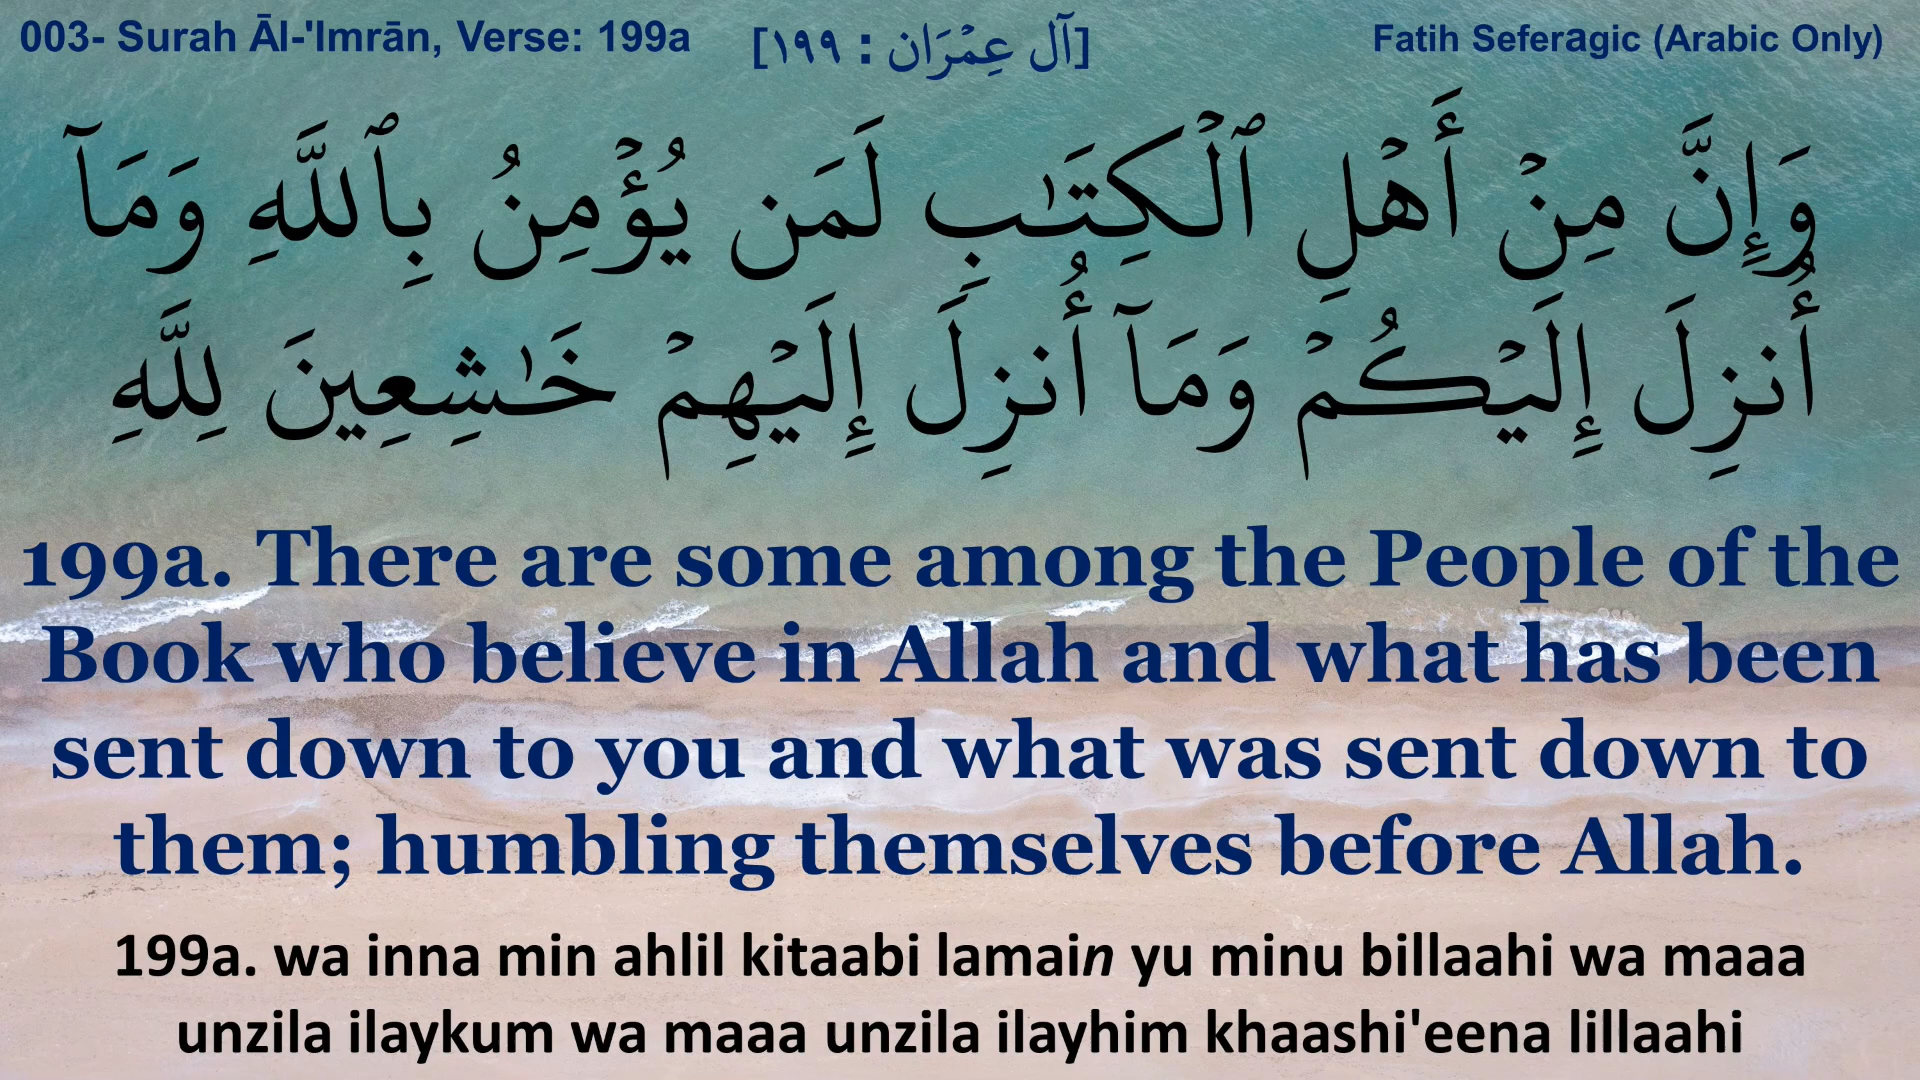 003- Surah Āl-'Imrān, Verse: 199a [آل عِمْرَان : ١٩٩] Fatih Seferagic (Arabic Only)
وَإِنَّ مِنْ أَهْلِ ٱلْكِتَـٰبِ لَمَن يُؤْمِنُ بِٱللَّهِ وَمَآ
أُنزِلَ إِلَيْكُمْ وَمَآ أُنزِلَ إِلَيْهِمْ خَـٰشِعِينَ لِلَّهِ
199a. There are some among the People of the
Book who believe in Allah and what has been
sent down to you and what was sent down to
them; humbling themselves before Allah.
199a. wa inna min ahlil kitaabi lamain yu minu billaahi wa maaa
unzila ilaykum wa maaa unzila ilayhim khaashi'eena lillaahi